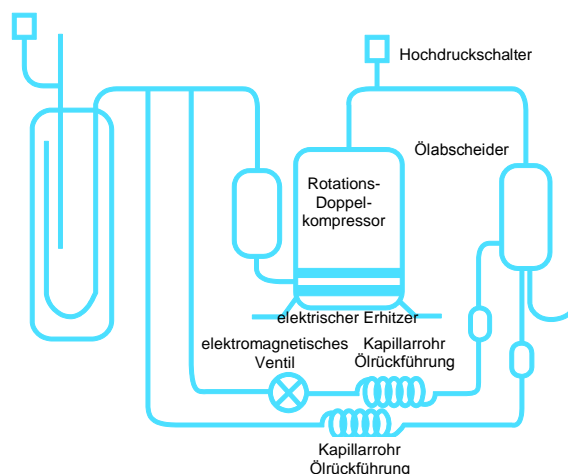 Hochdruckschalter
Ölabscheider
Rotations-
Doppel-
kompressor
elektrischer Erhitzer
elektromagnetisches
Ventil
Kapillarrohr
Ölrückführung
Kapillarrohr
Ölrückführung